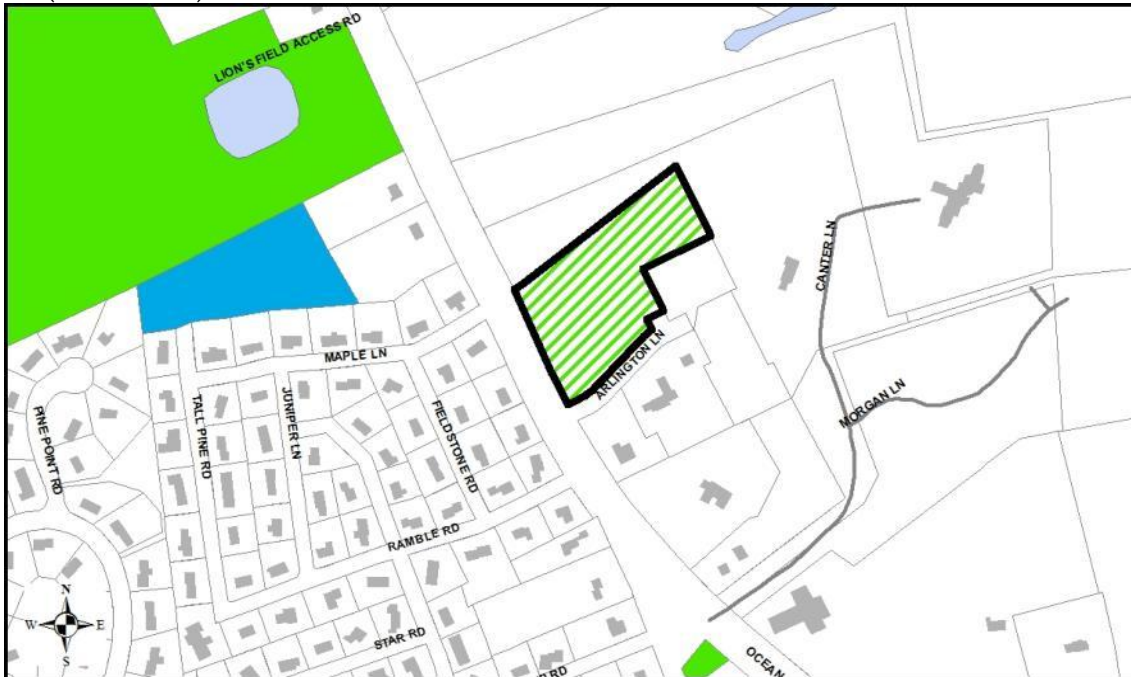 LION'S FIELD ACCESS RD
CANTER LN
ARLINGTON LN
MAPLE LN
MORGAN LN
PINE POINT RD
TALL PINE RD
JUNIPER LN
FIELDSTONE RD
RAMBLE RD
N
W E
S
STAR RD
RD
OCEAN